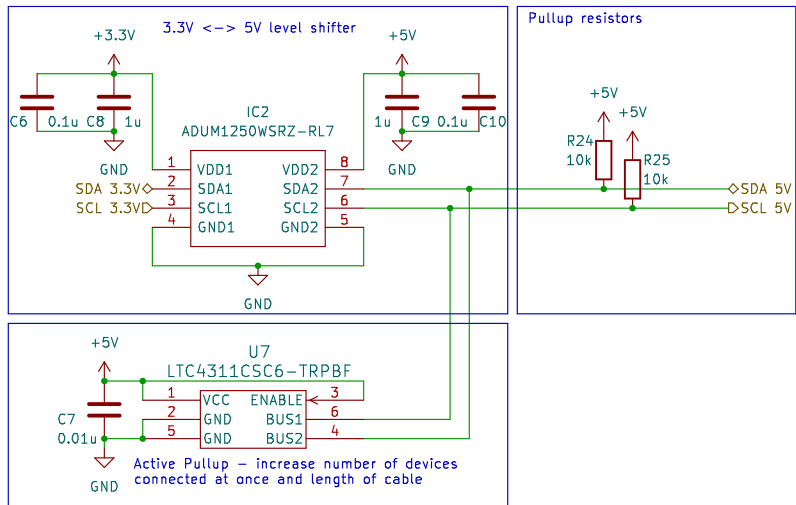 3.3V <-> 5V level shifter
Pullup resistors
+3.3V
+5V
C6
0.1u
C8
1u
1u
C9
0.1u
C10
GND
GND
IC2
ADUM1250WSRZ-RL7
1
VDD1
VDD2
8
SDA 3.3V
2
SDA1
SDA2
7
SCL 3.3V
3
SCL1
SCL2
6
4
GND1
GND2
5
GND
+5V
+5V
R24
10k
R25
10k
SDA 5V
SCL 5V
+5V
U7
LTC4311CSC6-TRPBF
1
VCC
ENABLE
3
2
GND
BUS1
6
5
GND
BUS2
4
C7
0.01u
GND
Active Pullup - increase number of devices
connected at once and length of cable